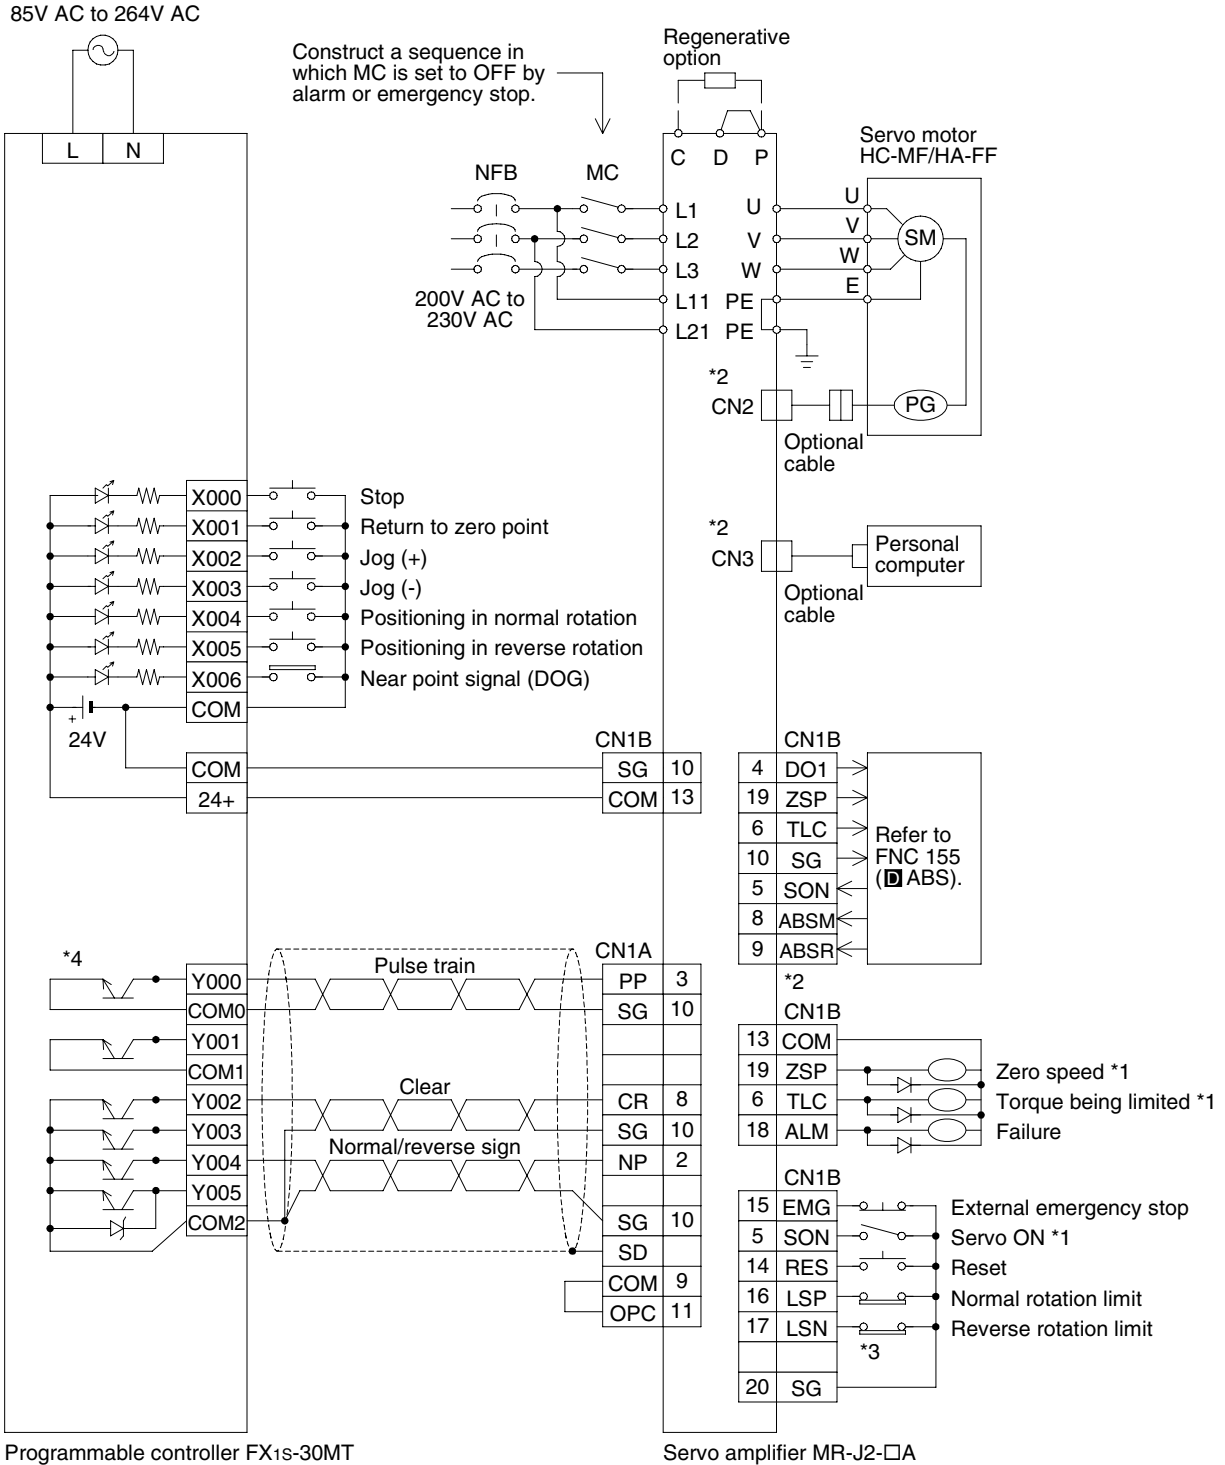 85V AC to 264V AC
L N
Construct a sequence in
which MC is set to OFF by
alarm or emergency stop.
Regenerative
option
C D P
Servo motor
HC-MF/HA-FF
NFB MC
L1 U U
L2 V V
L3 W W
L11 PE E
L21 PE
SM
200V AC to
230V AC
*2
CN2
PG
Optional
cable
*2
CN3
Personal
computer
Optional
cable
X000 Stop
X001 Return to zero point
X002 Jog (+)
X003 Jog (-)
X004 Positioning in normal rotation
X005 Positioning in reverse rotation
X006 Near point signal (DOG)
COM
+
24V
CN1B
COM SG 10
24+ COM 13
CN1B
4 DO1
19 ZSP
6 TLC
10 SG
5 SON
8 ABSM
9 ABSR
*2
Refer to
FNC 155
(D ABS).
*4
CN1A
Y000 Pulse train PP 3
COM0 SG 10
Y001
COM1
Y002 Clear CR 8
Y003 SG 10
Y004 Normal/reverse sign NP 2
Y005
COM2 SG 10
SD
COM 9
OPC 11
CN1B
13 COM
19 ZSP Zero speed *1
6 TLC Torque being limited *1
18 ALM Failure
CN1B
15 EMG External emergency stop
5 SON Servo ON *1
14 RES Reset
16 LSP Normal rotation limit
17 LSN Reverse rotation limit
*3
20 SG
Programmable controller FX1S-30MT
Servo amplifier MR-J2-□A